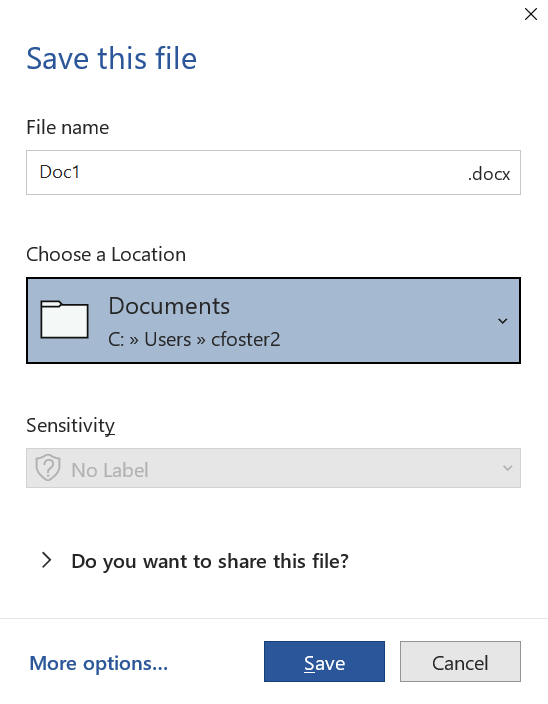 Save this file
File name
Doc1 .docx
Choose a Location
Documents
C: » Users » cfoster2
Sensitivity
No Label
Do you want to share this file?
More options... Save Cancel